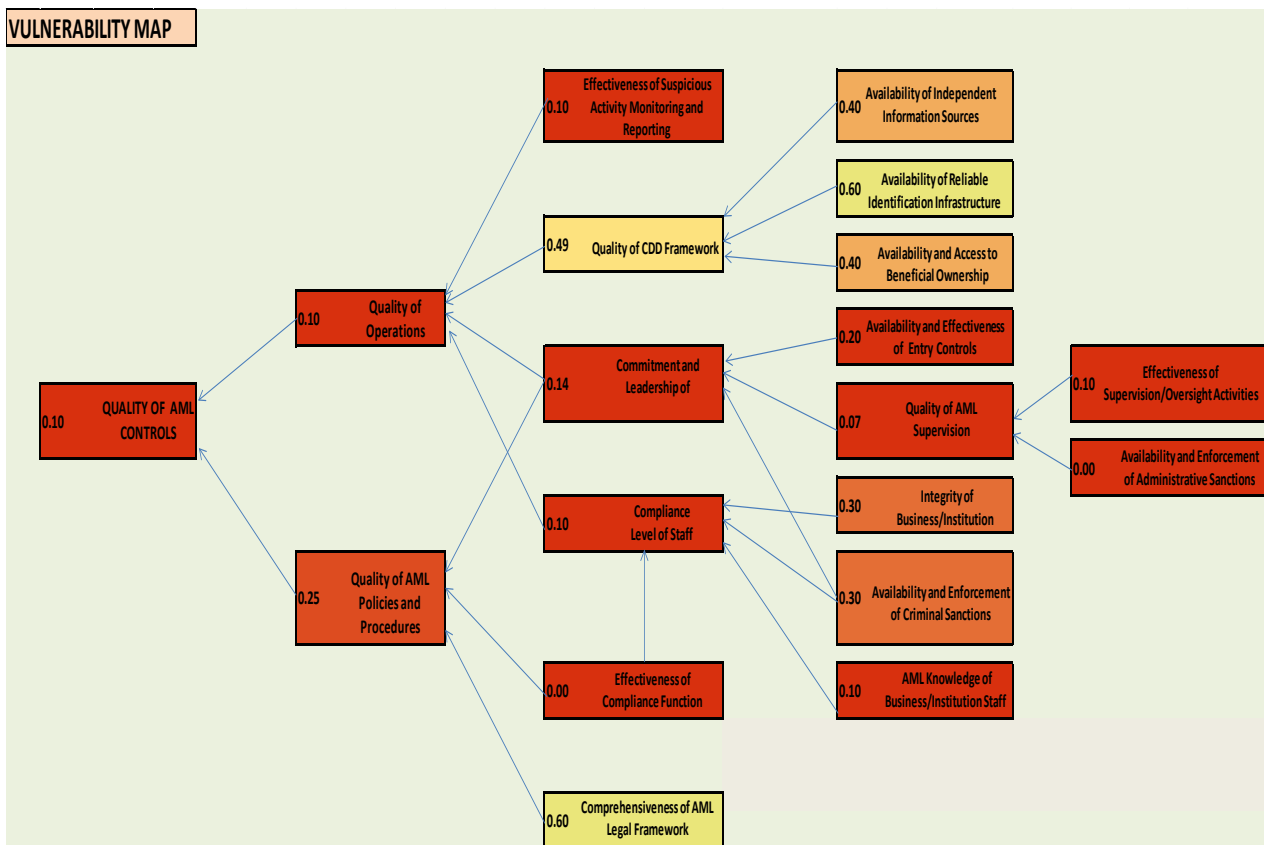 VULNERABILITY MAP
0.10
Effectiveness of Suspicious
Activity Monitoring and
Reporting
0.40
Availability of Independent
Information Sources
0.60
Availability of Reliable
Identification Infrastructure
0.49
Quality of CDD Framework
0.40
Availability and Access to
Beneficial Ownership
0.10
Quality of
Operations
0.20
Availability and Effectiveness
of Entry Controls
0.14
Commitment and
Leadership of
0.10
Effectiveness of
Supervision/Oversight Activities
0.10
QUALITY OF AML
CONTROLS
0.07
Quality of AML
Supervision
0.00
Availability and Enforcement
of Administrative Sanctions
0.10
Compliance
Level of Staff
0.30
Integrity of
Business/Institution
0.25
Quality of AML
Policies and
Procedures
0.30
Availability and Enforcement
of Criminal Sanctions
0.00
Effectiveness of
Compliance Function
0.10
AML Knowledge of
Business/Institution Staff
0.60
Comprehensiveness of AML
Legal Framework